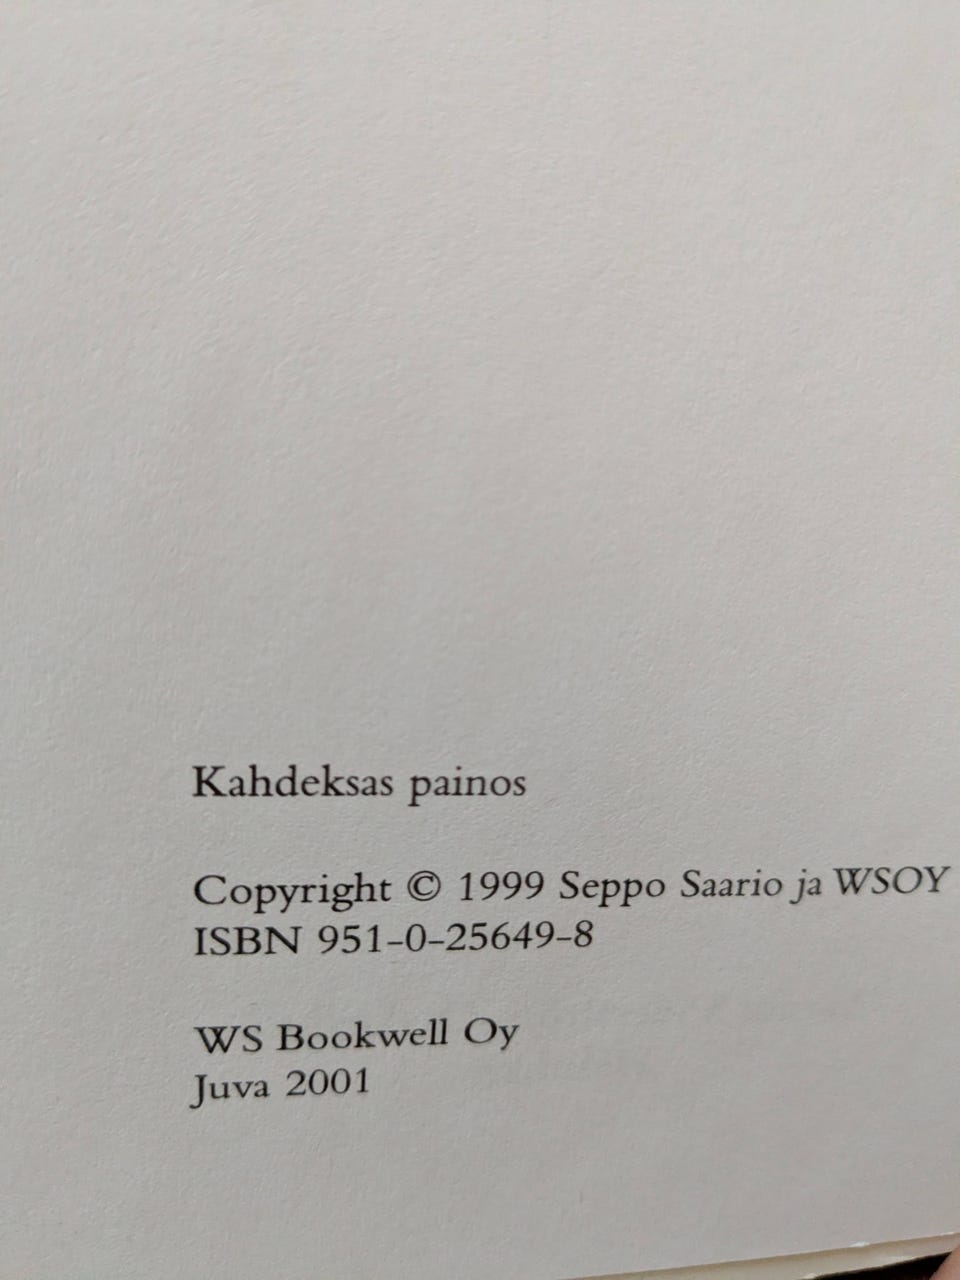 Kahdeksas painos
Copyright © 1999 Seppo Saario ja WSOY
ISBN 951-0-25649-8
WS Bookwell Oy
Juva 2001